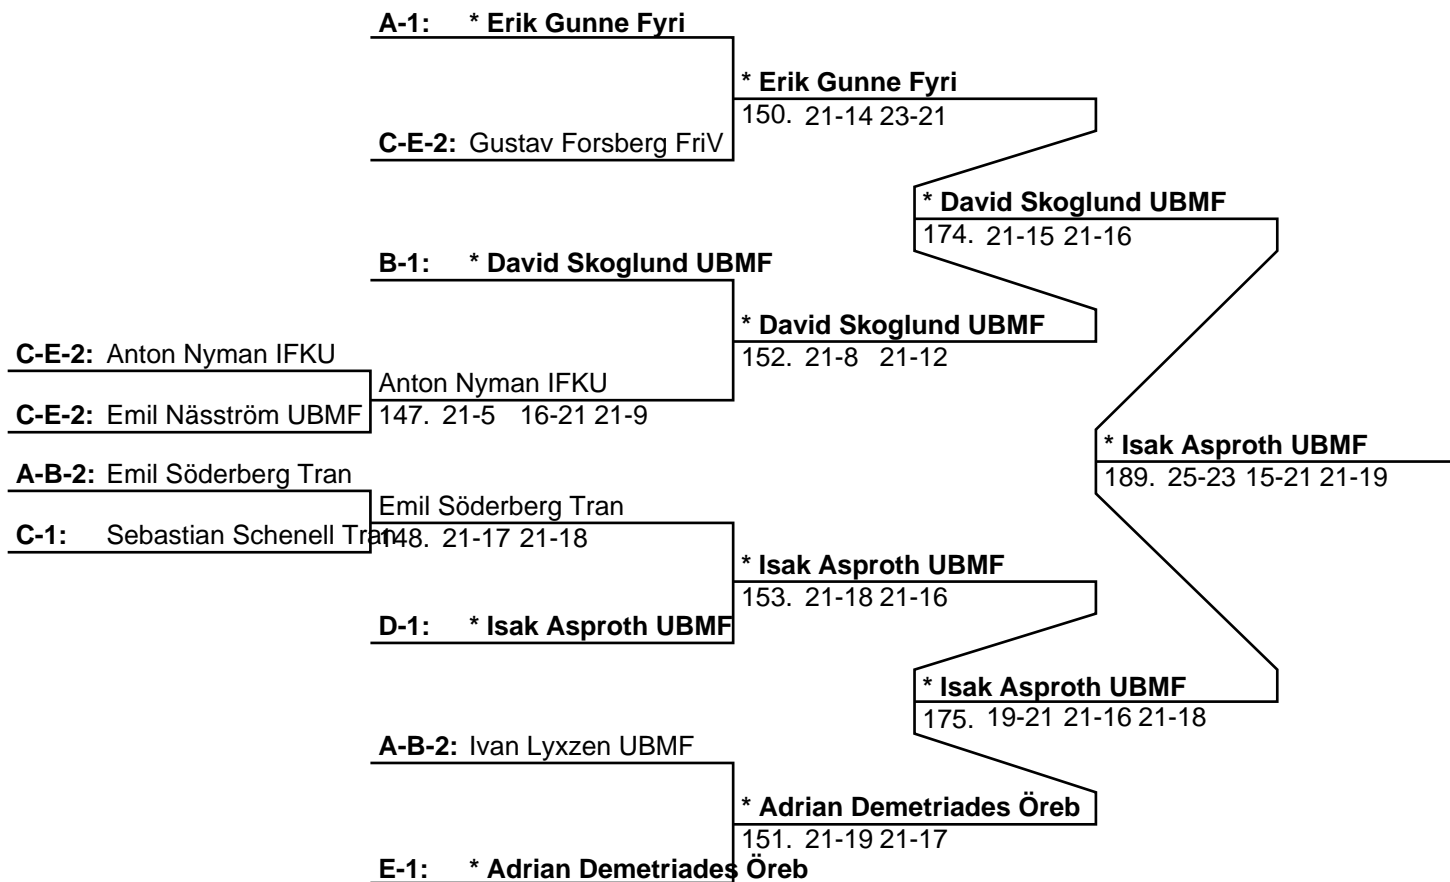 A-1: * Erik Gunne Fyri
* Erik Gunne Fyri
150. 21-14 23-21
C-E-2: Gustav Forsberg FriV
* David Skoglund UBMF
174. 21-15 21-16
B-1: * David Skoglund UBMF
* David Skoglund UBMF
152. 21-8 21-12
C-E-2: Anton Nyman IFKU
Anton Nyman IFKU
147. 21-5 16-21 21-9
C-E-2: Emil Näsström UBMF
* Isak Asproth UBMF
189. 25-23 15-21 21-19
A-B-2: Emil Söderberg Tran
Emil Söderberg Tran
148. 21-17 21-18
C-1: Sebastian Schenell Tran
* Isak Asproth UBMF
153. 21-18 21-16
D-1: * Isak Asproth UBMF
* Isak Asproth UBMF
175. 19-21 21-16 21-18
A-B-2: Ivan Lyxzen UBMF
* Adrian Demetriades Öreb
151. 21-19 21-17
E-1: * Adrian Demetriades Öreb